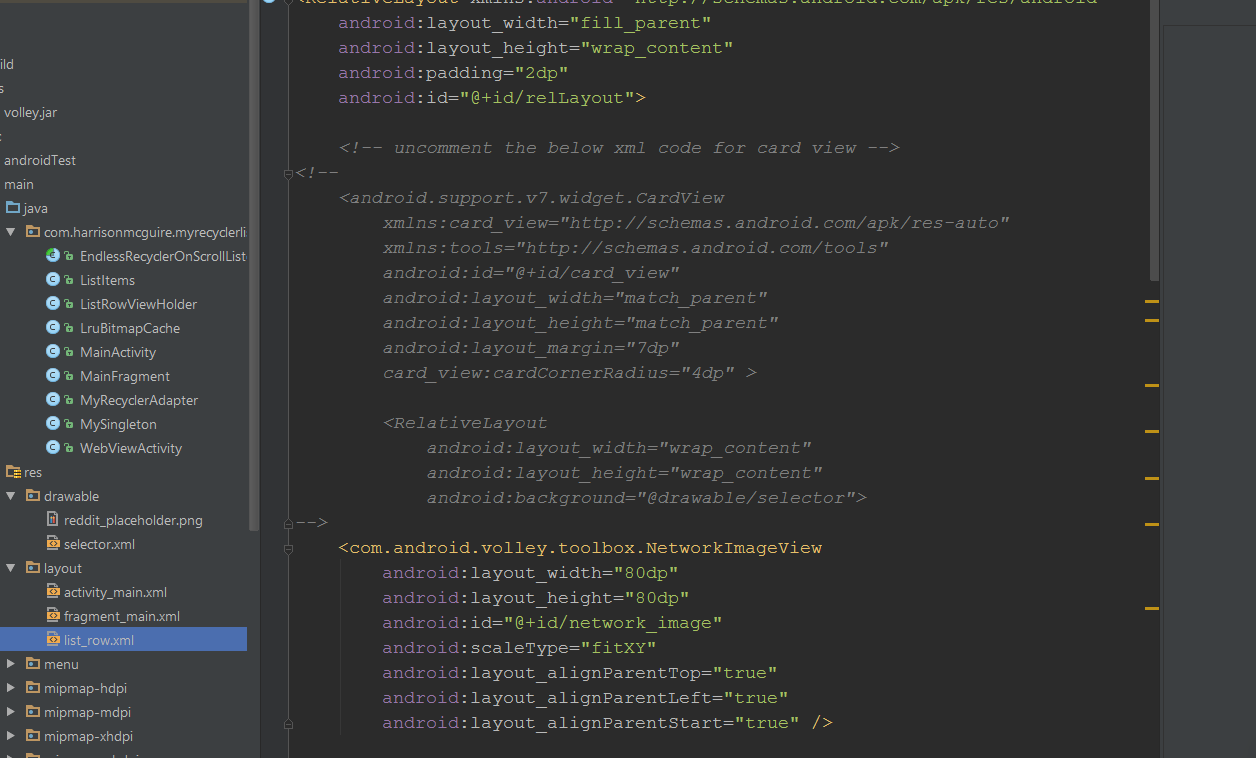 ild
s
volley.jar
androidTest
main
java
com.harrisonmcguire.myrecyclerli
EndlessRecyclerOnScrollList
ListItems
ListRowViewHolder
LruBitmapCache
MainActivity
MainFragment
MyRecyclerAdapter
MySingleton
WebViewActivity
res
drawable
reddit_placeholder.png
selector.xml
layout
activity_main.xml
fragment_main.xml
list_row.xml
menu
mipmap-hdpi
mipmap-mdpi
mipmap-xhdpi
<RelativeLayout xmlns:android="http://schemas.android.com/apk/res/android"
android:layout_width="fill_parent"
android:layout_height="wrap_content"
android:padding="2dp"
android:id="@+id/relLayout">
<!-- uncomment the below xml code for card view -->
<!--
<android.support.v7.widget.CardView
xmlns:card_view="http://schemas.android.com/apk/res-auto"
xmlns:tools="http://schemas.android.com/tools"
android:id="@+id/card_view"
android:layout_width="match_parent"
android:layout_height="match_parent"
android:layout_margin="7dp"
card_view:cardCornerRadius="4dp" >
<RelativeLayout
android:layout_width="wrap_content"
android:layout_height="wrap_content"
android:background="@drawable/selector">
-->
<com.android.volley.toolbox.NetworkImageView
android:layout_width="80dp"
android:layout_height="80dp"
android:id="@+id/network_image"
android:scaleType="fitXY"
android:layout_alignParentTop="true"
android:layout_alignParentLeft="true"
android:layout_alignParentStart="true" />